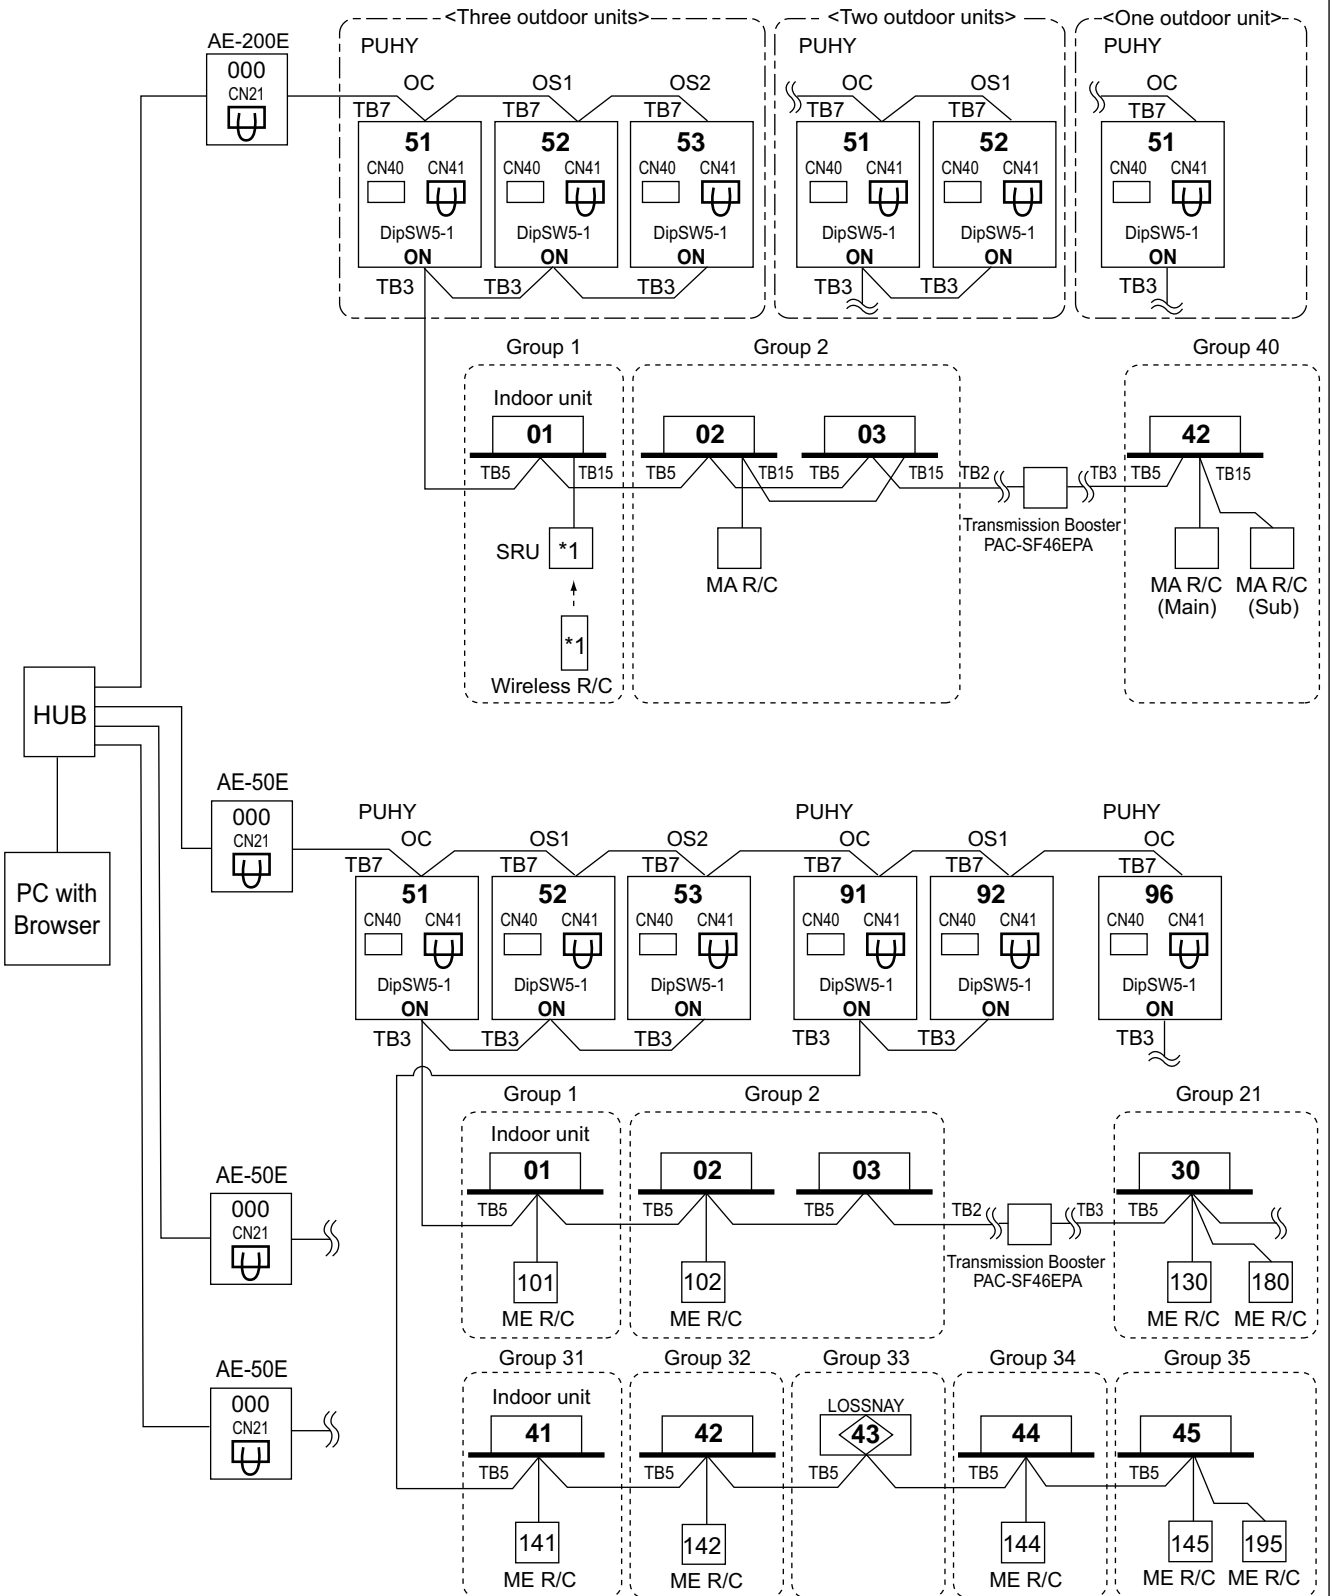 <Three outdoor units>
<Two outdoor units>
<One outdoor unit>
AE-200E
000
CN21
PUHY
PUHY
PUHY
OC OS1 OS2
OC OS1
OC
TB7 TB7 TB7
TB7 TB7
TB7
51 52 53
51 52
51
CN40 CN41 CN40 CN41 CN40 CN41
CN40 CN41 CN40 CN41
CN40 CN41
DipSW5-1 DipSW5-1 DipSW5-1
DipSW5-1 DipSW5-1
DipSW5-1
ON ON ON
ON ON
ON
TB3 TB3 TB3
TB3 TB3
TB3
Group 1 Group 2 Group 40
Indoor unit
01 02 03 42
TB5 TB15 TB5 TB15 TB5 TB15 TB2 TB3 TB5 TB15
Transmission Booster
PAC-SF46EPA
SRU *1
MA R/C
MA R/C
(Main)
MA R/C
(Sub)
*1
Wireless R/C
HUB
PC with
Browser
AE-50E
000
CN21
PUHY PUHY PUHY
OC OS1 OS2 OC OS1 OC
TB7 TB7 TB7 TB7 TB7 TB7
51 52 53 91 92 96
CN40 CN41 CN40 CN41 CN40 CN41 CN40 CN41 CN40 CN41 CN40 CN41
DipSW5-1 DipSW5-1 DipSW5-1 DipSW5-1 DipSW5-1 DipSW5-1
ON ON ON ON ON ON
TB3 TB3 TB3 TB3 TB3 TB3
Group 1 Group 2 Group 21
Indoor unit
01 02 03 30
TB5 TB5 TB5 TB2 TB3 TB5
Transmission Booster
PAC-SF46EPA
101 102 130 180
ME R/C ME R/C ME R/C ME R/C
AE-50E
000
CN21
AE-50E
000
CN21
Group 31 Group 32 Group 33 Group 34 Group 35
Indoor unit
LOSSNAY
41 42 43 44 45
TB5 TB5 TB5 TB5 TB5
141 142 144 145 195
ME R/C ME R/C ME R/C ME R/C ME R/C